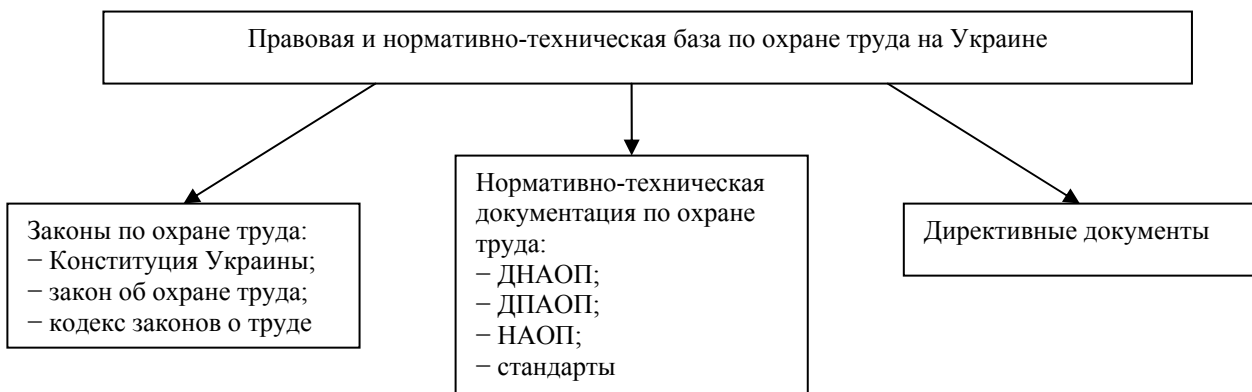 Правовая и нормативно-техническая база по охране труда на Украине
Законы по охране труда:
− Конституция Украины;
− закон об охране труда;
− кодекс законов о труде
Нормативно-техническая
документация по охране
труда:
− ДНАОП;
− ДПАОП;
− НАОП;
− стандарты
Директивные документы